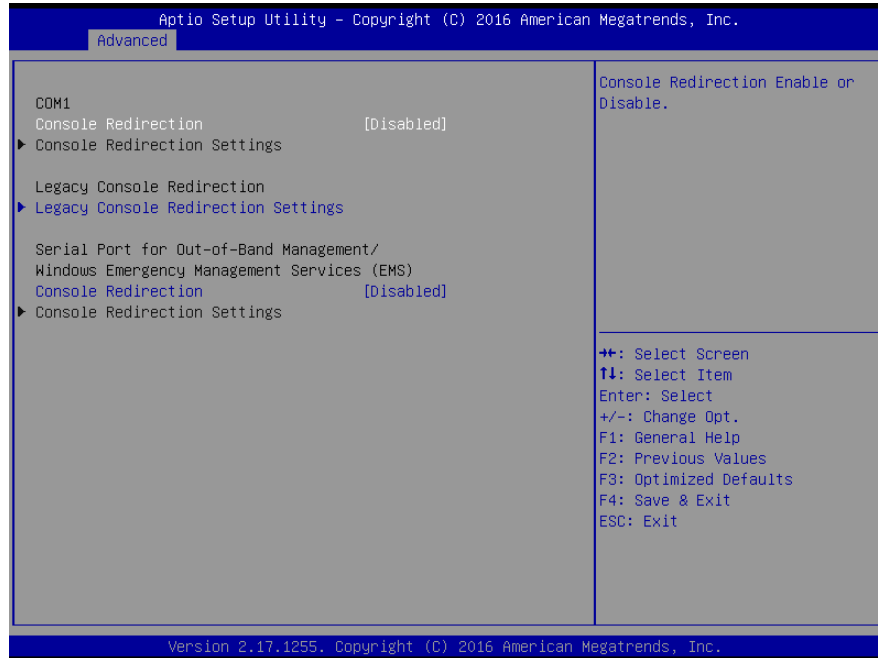 Aptio Setup Utility – Copyright (C) 2016 American Megatrends, Inc.
Advanced
COM1
Console Redirection [Disabled]
▶ Console Redirection Settings
Legacy Console Redirection
▶ Legacy Console Redirection Settings
Serial Port for Out-of-Band Management/
Windows Emergency Management Services (EMS)
Console Redirection [Disabled]
▶ Console Redirection Settings
Console Redirection Enable or
Disable.
→←: Select Screen
↑↓: Select Item
Enter: Select
+/-: Change Opt.
F1: General Help
F2: Previous Values
F3: Optimized Defaults
F4: Save & Exit
ESC: Exit
Version 2.17.1255. Copyright (C) 2016 American Megatrends, Inc.